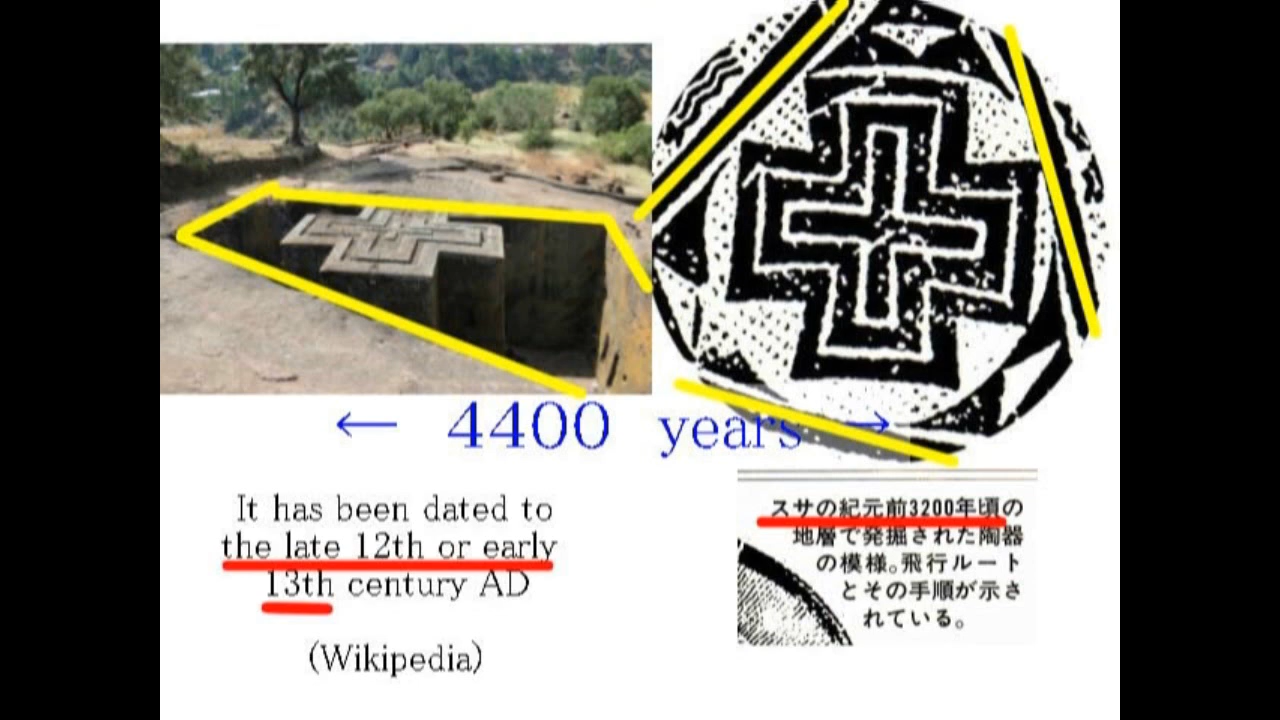 ← 4400 years →
It has been dated to
the late 12th or early
13th century AD
(Wikipedia)
スサの紀元前3200年頃の
地層で発掘された陶器
の模様。飛行ルート
とその手順が示さ
れている。